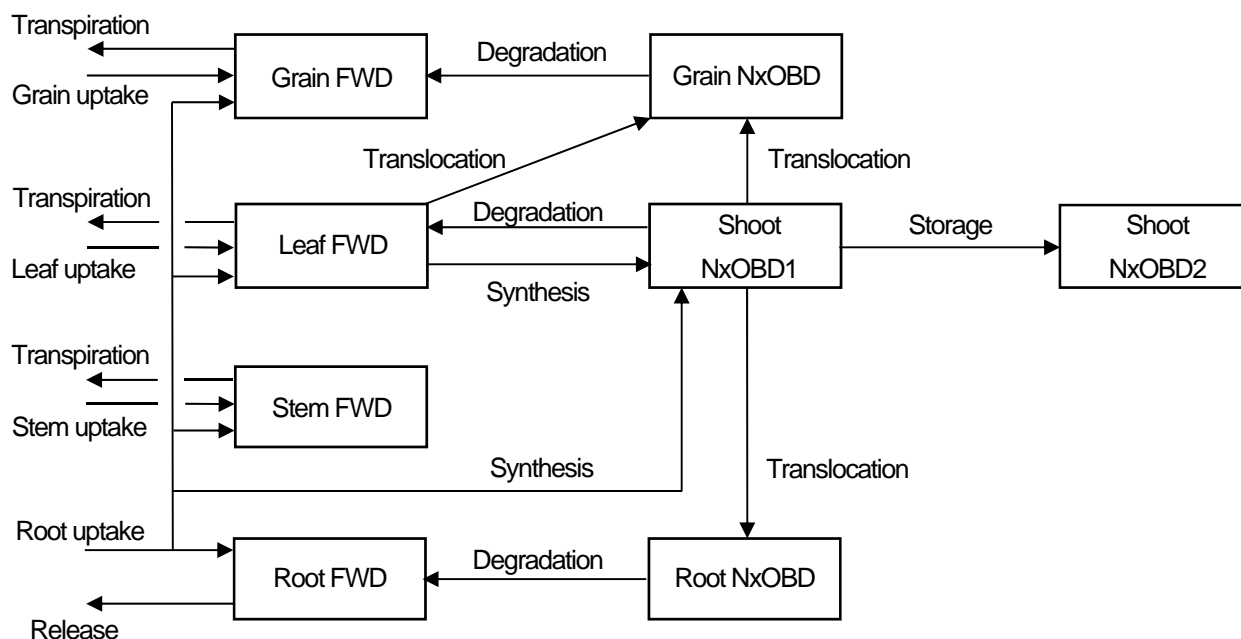 Transpiration
Grain uptake
Grain FWD
Degradation
Grain NxOBD
Translocation
Translocation
Transpiration
Leaf uptake
Leaf FWD
Degradation
Synthesis
Shoot
NxOBD1
Storage
Shoot
NxOBD2
Transpiration
Stem uptake
Stem FWD
Synthesis
Translocation
Root uptake
Release
Root FWD
Degradation
Root NxOBD